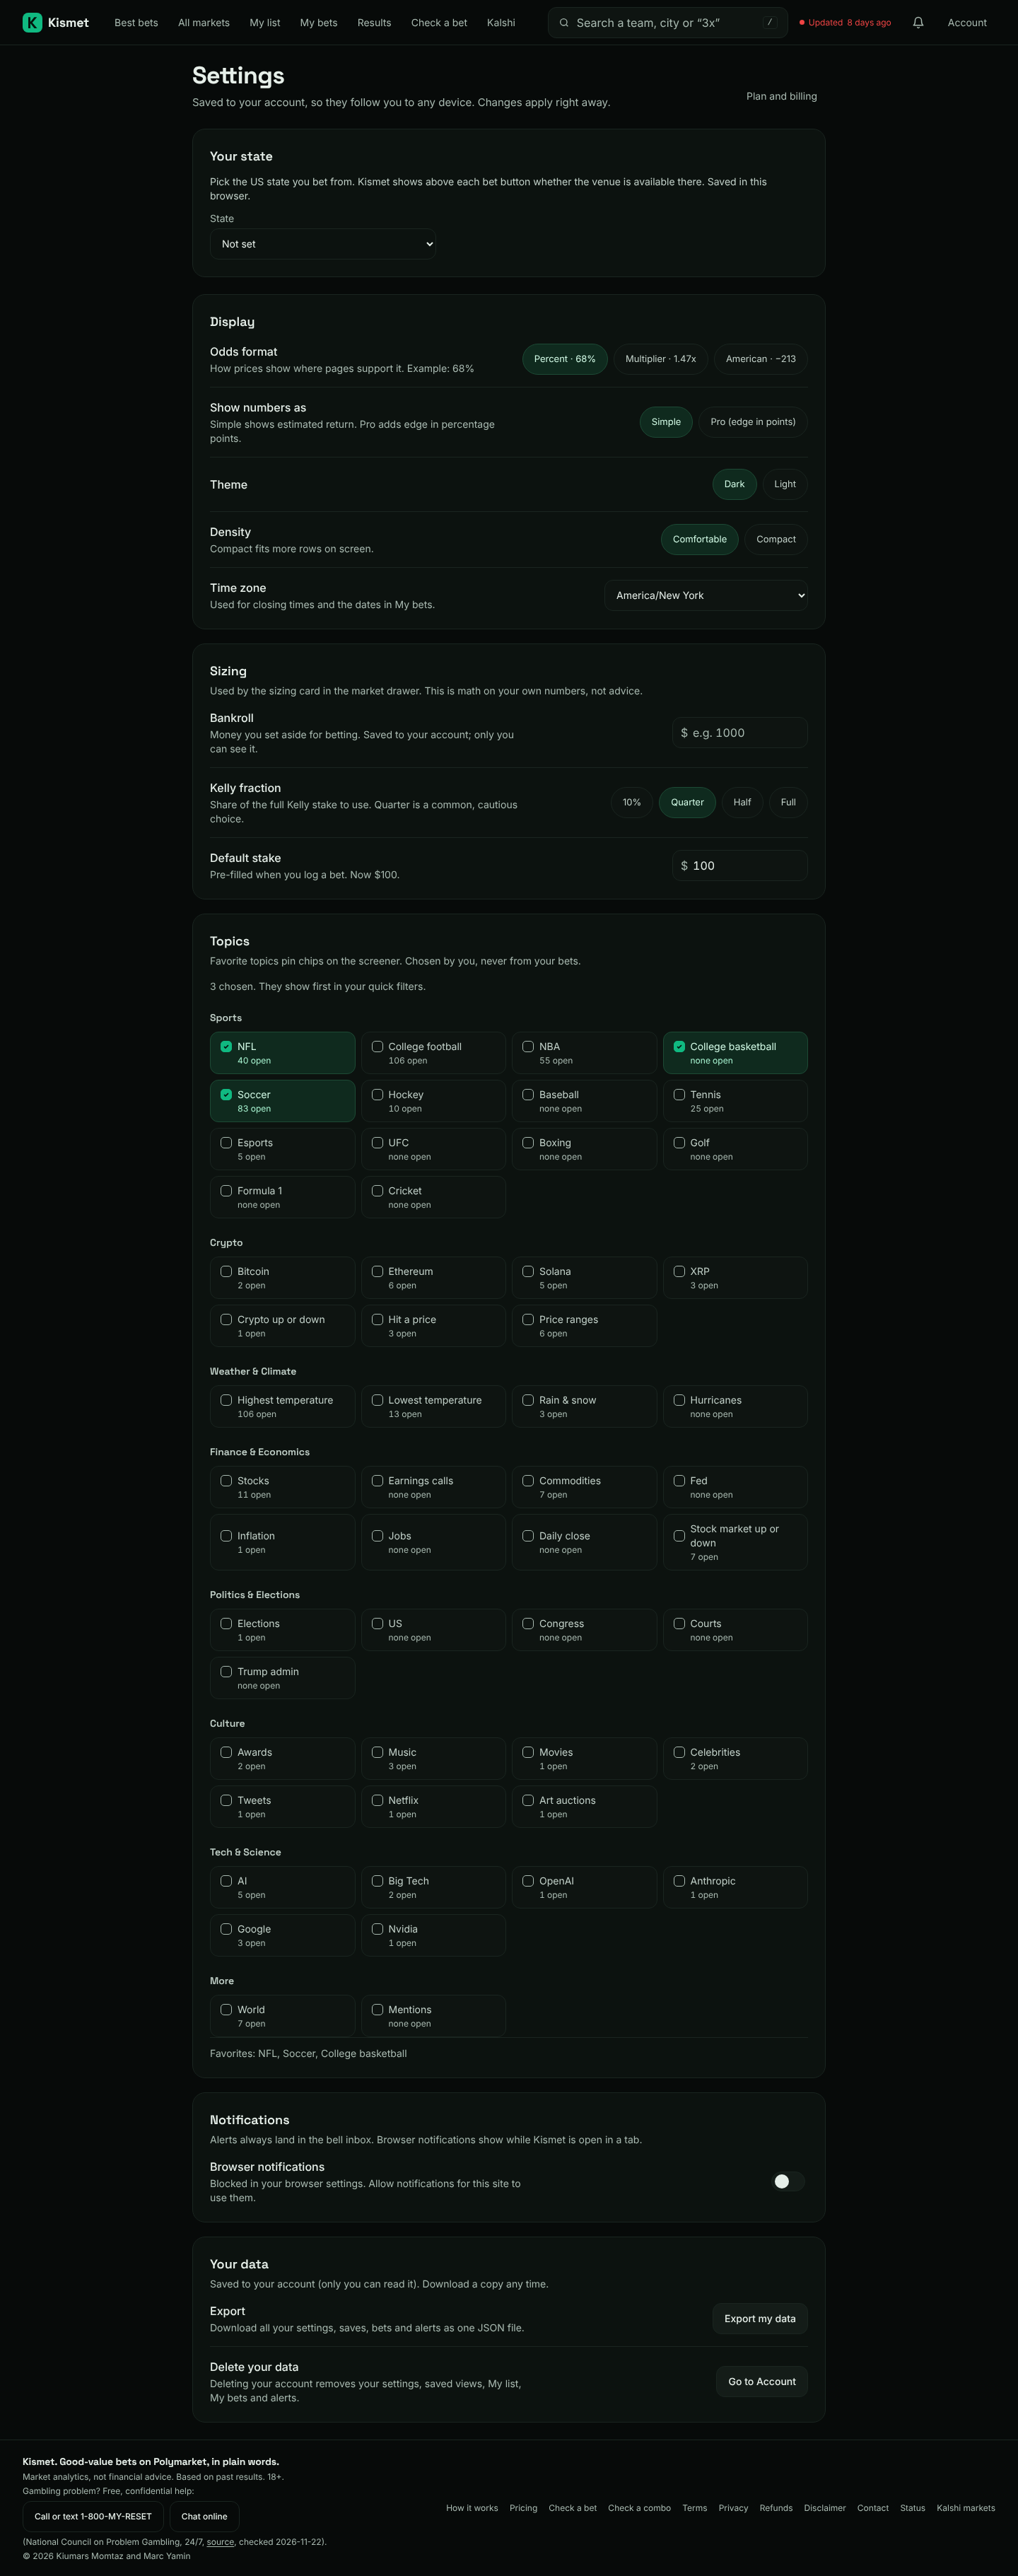 Kismet
Best bets
All markets
My list
My bets
Results
Check a bet
Kalshi
Search a team, city or “3x”
/
Updated 8 days ago
Account
Settings
Saved to your account, so they follow you to any device. Changes apply right away.
Plan and billing
Your state
Pick the US state you bet from. Kismet shows above each bet button whether the venue is available there. Saved in this
browser.
State
Not set
Display
Odds format
How prices show where pages support it. Example: 68%
Percent · 68%
Multiplier · 1.47x
American · −213
Show numbers as
Simple shows estimated return. Pro adds edge in percentage
points.
Simple
Pro (edge in points)
Theme
Dark
Light
Density
Compact fits more rows on screen.
Comfortable
Compact
Time zone
Used for closing times and the dates in My bets.
America/New York
Sizing
Used by the sizing card in the market drawer. This is math on your own numbers, not advice.
Bankroll
Money you set aside for betting. Saved to your account; only you
can see it.
$ e.g. 1000
Kelly fraction
Share of the full Kelly stake to use. Quarter is a common, cautious
choice.
10%
Quarter
Half
Full
Default stake
Pre-filled when you log a bet. Now $100.
$ 100
Topics
Favorite topics pin chips on the screener. Chosen by you, never from your bets.
3 chosen. They show first in your quick filters.
Sports
NFL
40 open
College football
106 open
NBA
55 open
College basketball
none open
Soccer
83 open
Hockey
10 open
Baseball
none open
Tennis
25 open
Esports
5 open
UFC
none open
Boxing
none open
Golf
none open
Formula 1
none open
Cricket
none open
Crypto
Bitcoin
2 open
Ethereum
6 open
Solana
5 open
XRP
3 open
Crypto up or down
1 open
Hit a price
3 open
Price ranges
6 open
Weather & Climate
Highest temperature
106 open
Lowest temperature
13 open
Rain & snow
3 open
Hurricanes
none open
Finance & Economics
Stocks
11 open
Earnings calls
none open
Commodities
7 open
Fed
none open
Inflation
1 open
Jobs
none open
Daily close
none open
Stock market up or
down
7 open
Politics & Elections
Elections
1 open
US
none open
Congress
none open
Courts
none open
Trump admin
none open
Culture
Awards
2 open
Music
3 open
Movies
1 open
Celebrities
2 open
Tweets
1 open
Netflix
1 open
Art auctions
1 open
Tech & Science
AI
5 open
Big Tech
2 open
OpenAI
1 open
Anthropic
1 open
Google
3 open
Nvidia
1 open
More
World
7 open
Mentions
none open
Favorites: NFL, Soccer, College basketball
Notifications
Alerts always land in the bell inbox. Browser notifications show while Kismet is open in a tab.
Browser notifications
Blocked in your browser settings. Allow notifications for this site to
use them.
Your data
Saved to your account (only you can read it). Download a copy any time.
Export
Download all your settings, saves, bets and alerts as one JSON file.
Export my data
Delete your data
Deleting your account removes your settings, saved views, My list,
My bets and alerts.
Go to Account
Kismet. Good-value bets on Polymarket, in plain words.
Market analytics, not financial advice. Based on past results. 18+.
Gambling problem? Free, confidential help:
Call or text 1-800-MY-RESET
Chat online
(National Council on Problem Gambling, 24/7, source, checked 2026-11-22).
© 2026 Kiumars Momtaz and Marc Yamin
How it works
Pricing
Check a bet
Check a combo
Terms
Privacy
Refunds
Disclaimer
Contact
Status
Kalshi markets